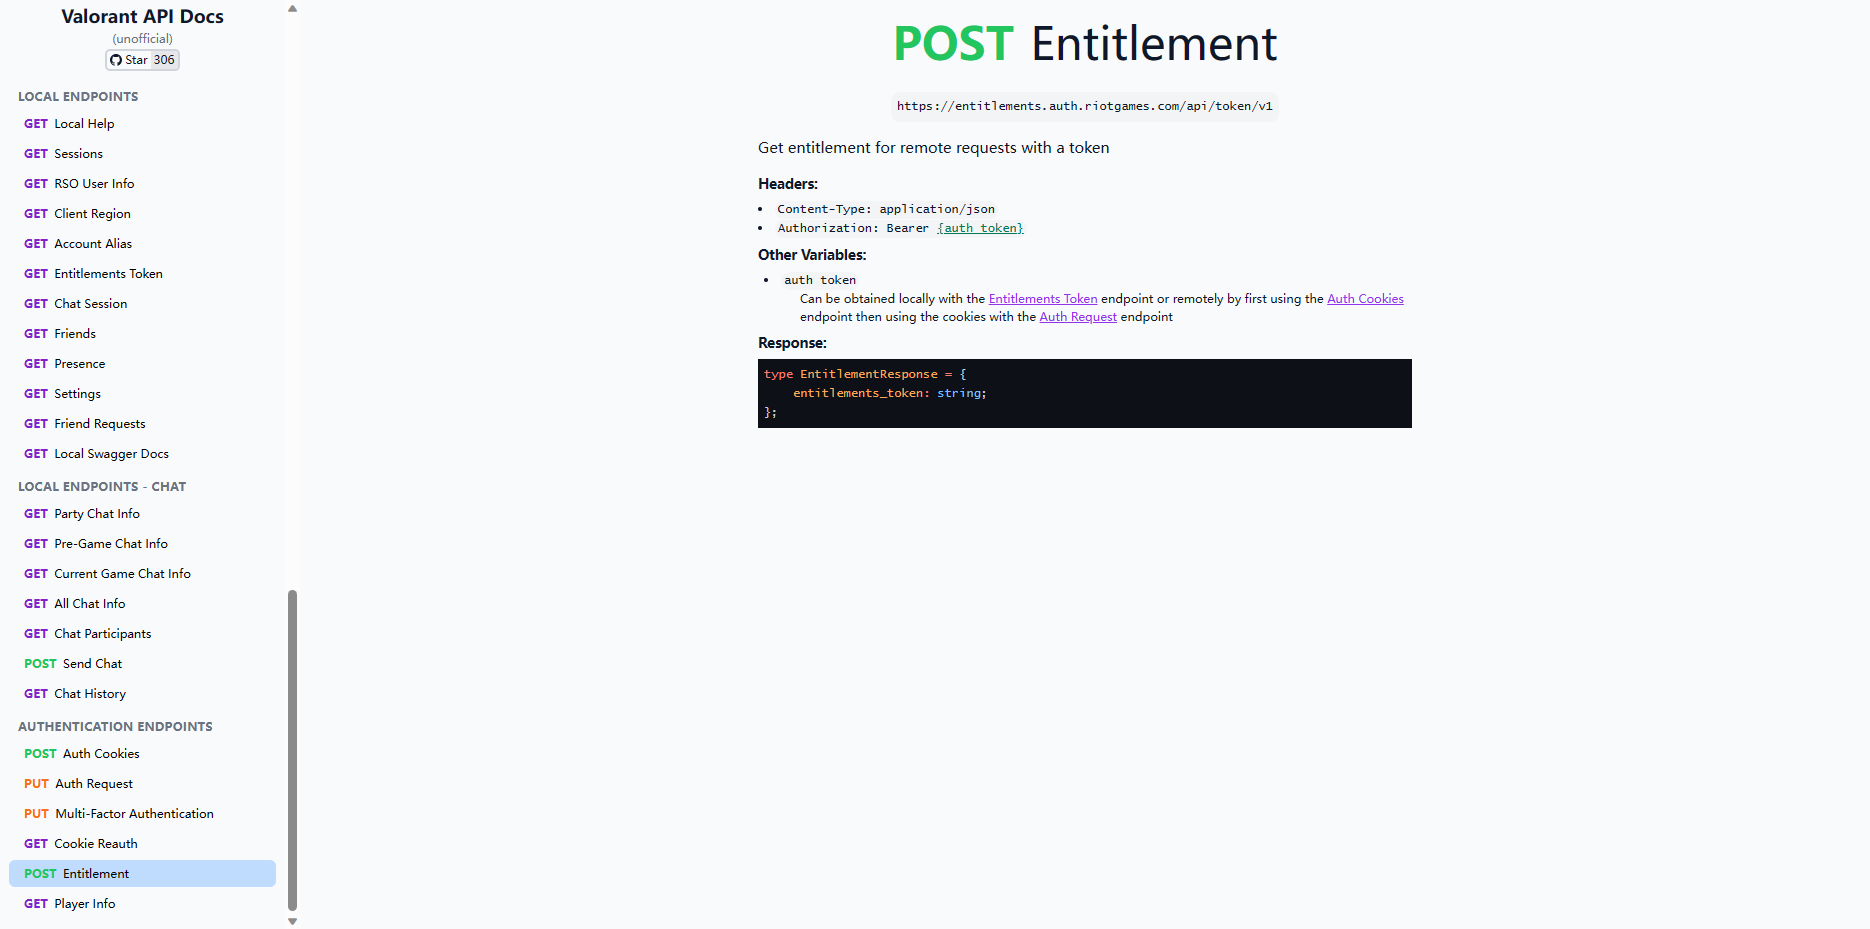 Valorant API Docs
(unofficial)
Star 306
LOCAL ENDPOINTS
GET Local Help
GET Sessions
GET RSO User Info
GET Client Region
GET Account Alias
GET Entitlements Token
GET Chat Session
GET Friends
GET Presence
GET Settings
GET Friend Requests
GET Local Swagger Docs
LOCAL ENDPOINTS - CHAT
GET Party Chat Info
GET Pre-Game Chat Info
GET Current Game Chat Info
GET All Chat Info
GET Chat Participants
POST Send Chat
GET Chat History
AUTHENTICATION ENDPOINTS
POST Auth Cookies
PUT Auth Request
PUT Multi-Factor Authentication
GET Cookie Reauth
POST Entitlement
GET Player Info
POST Entitlement
https://entitlements.auth.riotgames.com/api/token/v1
Get entitlement for remote requests with a token
Headers:
• Content-Type: application/json
• Authorization: Bearer {auth token}
Other Variables:
• auth token
Can be obtained locally with the Entitlements Token endpoint or remotely by first using the Auth Cookies
endpoint then using the cookies with the Auth Request endpoint
Response:
type EntitlementResponse = {
    entitlements_token: string;
};